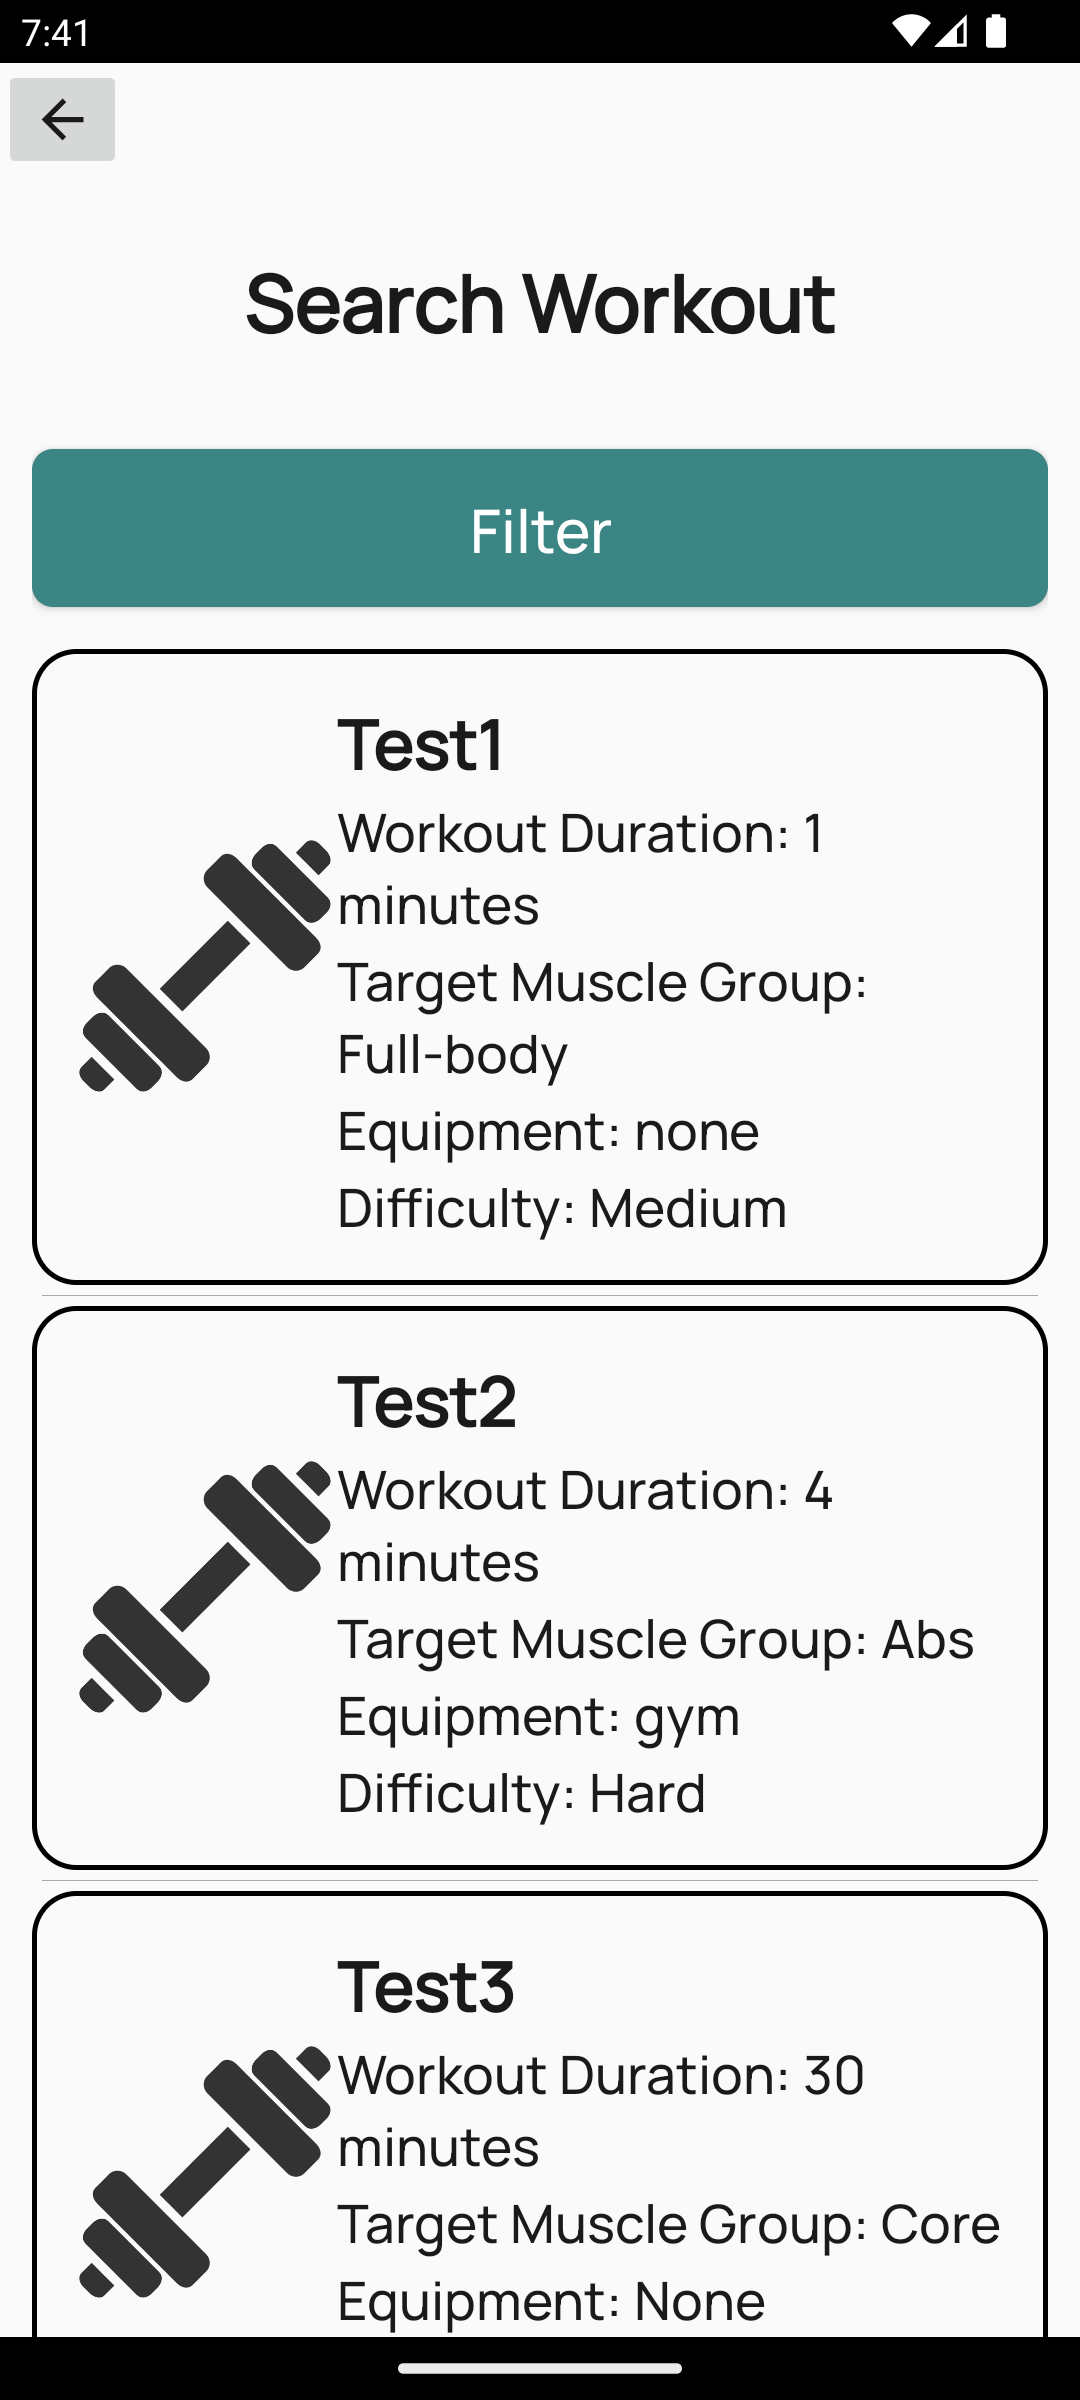 7:41
Search Workout
Filter
Test1
Workout Duration: 1
minutes
Target Muscle Group:
Full-body
Equipment: none
Difficulty: Medium
Test2
Workout Duration: 4
minutes
Target Muscle Group: Abs
Equipment: gym
Difficulty: Hard
Test3
Workout Duration: 30
minutes
Target Muscle Group: Core
Equipment: None